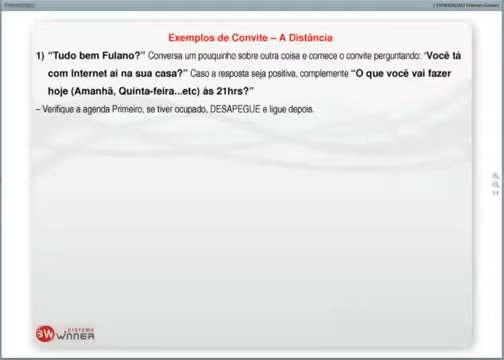 Exemplos de Convite – A Distância
1) “Tudo bem Fulano?” Conversa um pouquinho sobre outra coisa e comece o convite perguntando: “Você tá
com Internet ai na sua casa?” Caso a resposta seja positiva, complemente “O que você vai fazer
hoje (Amanhã, Quinta-feira...etc) às 21hrs?”
– Verifique a agenda Primeiro, se tiver ocupado, DESAPEGUE e ligue depois.
SISTEMA
WINNER